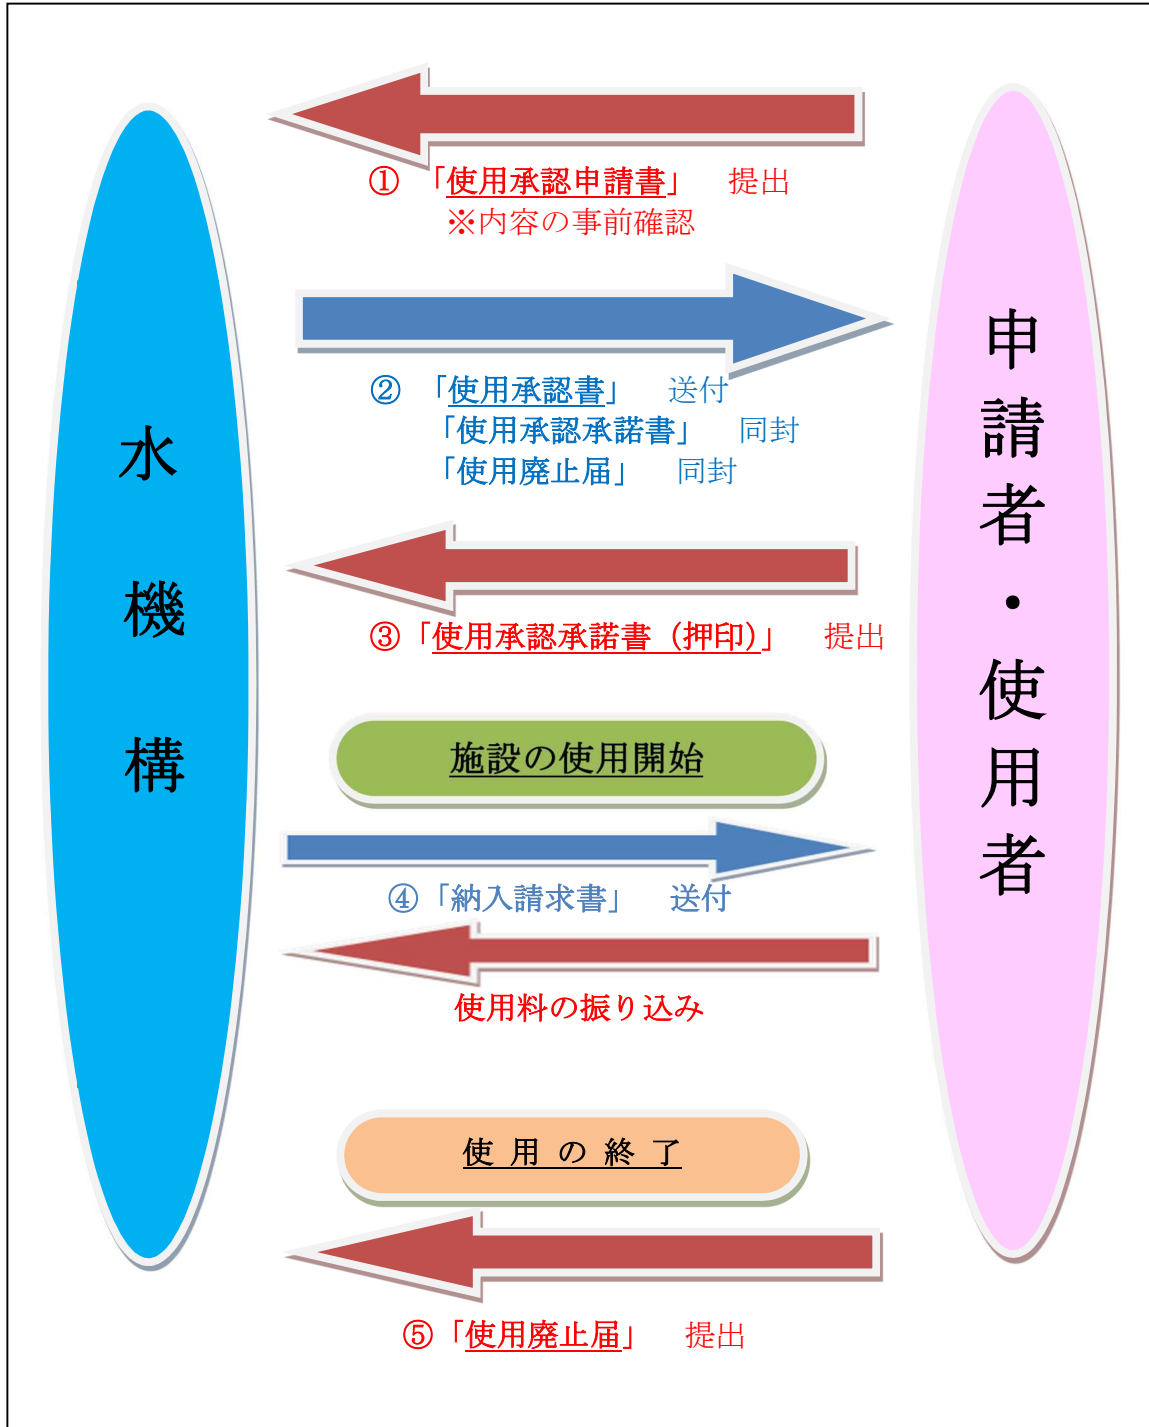 水機構
申請者・使用者
① 「使用承認申請書」 提出
※内容の事前確認
② 「使用承認書」 送付
「使用承認承諾書」 同封
「使用廃止届」 同封
③「使用承認承諾書（押印）」 提出
施設の使用開始
④「納入請求書」 送付
使用料の振り込み
使用の終了
⑤「使用廃止届」 提出